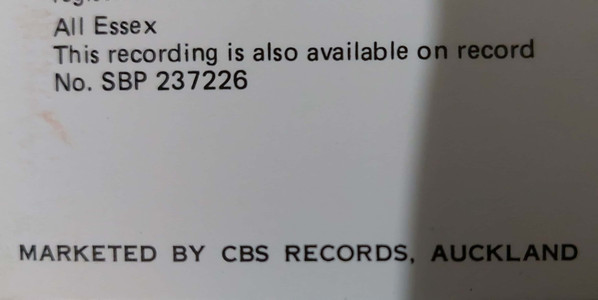 All Essex
This recording is also available on record
No. SBP 237226
MARKETED BY CBS RECORDS, AUCKLAND